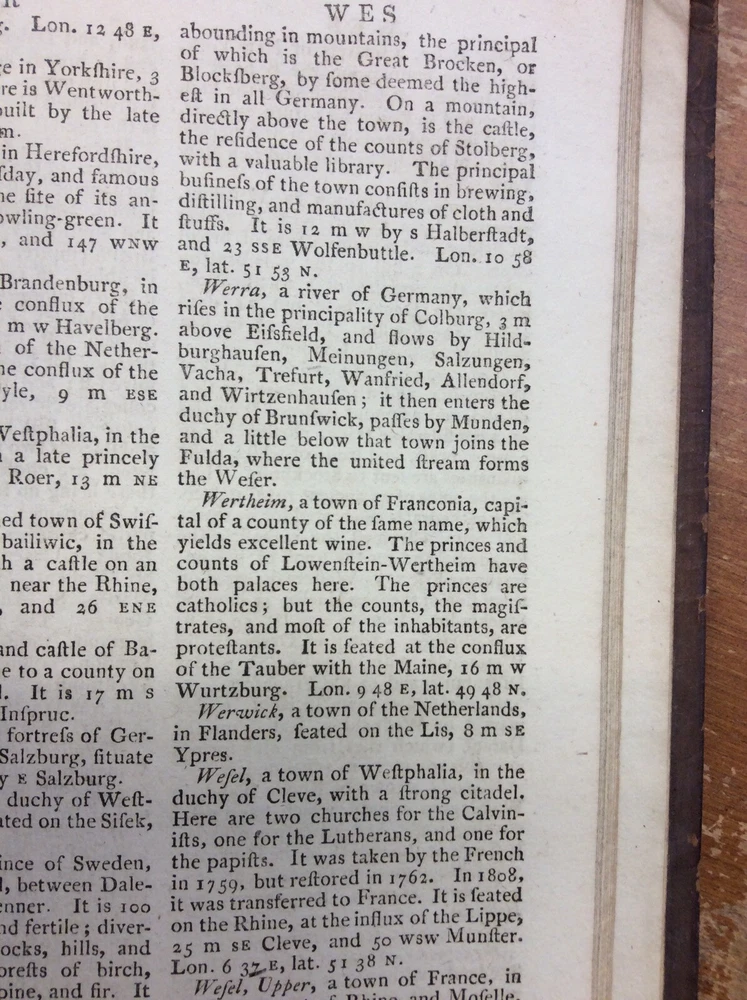 WES
. Lon. 12 48 E,
e in Yorkſhire, 3
re is Wentworth-
built by the late
m.
in Herefordſhire,
ſday, and famous
he ſite of its an-
owling-green. It
, and 147 WNW
Brandenburg, in
conflux of the
m W Havelberg.
of the Nether-
he conflux of the
yle, 9 m ESE
Weſtphalia, in the
a late princely
Roer, 13 m NE
ed town of Swiſ-
bailiwic, in the
h a caſtle on an
near the Rhine,
, and 26 ENE
and caſtle of Ba-
e to a county on
. It is 17 m S
Inſpruc.
fortreſs of Ger-
Salzburg, ſituate
y E Salzburg.
duchy of Weſt-
ated on the Siſek,
ince of Sweden,
, between Dale-
enner. It is 100
nd fertile; diver-
ocks, hills, and
oreſts of birch,
pine, and fir. It
abounding in mountains, the principal
of which is the Great Brocken, or
Blockſberg, by ſome deemed the high-
eſt in all Germany. On a mountain,
directly above the town, is the caſtle,
the reſidence of the counts of Stolberg,
with a valuable library. The principal
buſineſs of the town conſiſts in brewing,
diſtilling, and manufactures of cloth and
ſtuffs. It is 12 m W by S Halberſtadt,
and 23 SSE Wolfenbuttle. Lon. 10 58
E, lat. 51 53 N.
Werra, a river of Germany, which
riſes in the principality of Colburg, 3 m
above Eiſsfield, and flows by Hild-
burghauſen, Meinungen, Salzungen,
Vacha, Trefurt, Wanfried, Allendorf,
and Wirtzenhauſen; it then enters the
duchy of Brunſwick, paſſes by Munden,
and a little below that town joins the
Fulda, where the united ſtream forms
the Weſer.
Wertheim, a town of Franconia, capi-
tal of a county of the ſame name, which
yields excellent wine. The princes and
counts of Lowenſtein-Wertheim have
both palaces here. The princes are
catholics; but the counts, the magiſ-
trates, and moſt of the inhabitants, are
proteſtants. It is ſeated at the conflux
of the Tauber with the Maine, 16 m W
Wurtzburg. Lon. 9 48 E, lat. 49 48 N.
Werwick, a town of the Netherlands,
in Flanders, ſeated on the Lis, 8 m SE
Ypres.
Weſel, a town of Weſtphalia, in the
duchy of Cleve, with a ſtrong citadel.
Here are two churches for the Calvin-
iſts, one for the Lutherans, and one for
the papiſts. It was taken by the French
in 1759, but reſtored in 1762. In 1808,
it was transferred to France. It is ſeated
on the Rhine, at the influx of the Lippe,
25 m SE Cleve, and 50 WSW Munſter.
Lon. 6 37 E, lat. 51 38 N.
Weſel, Upper, a town of France, in
Rhine and Moſelle,